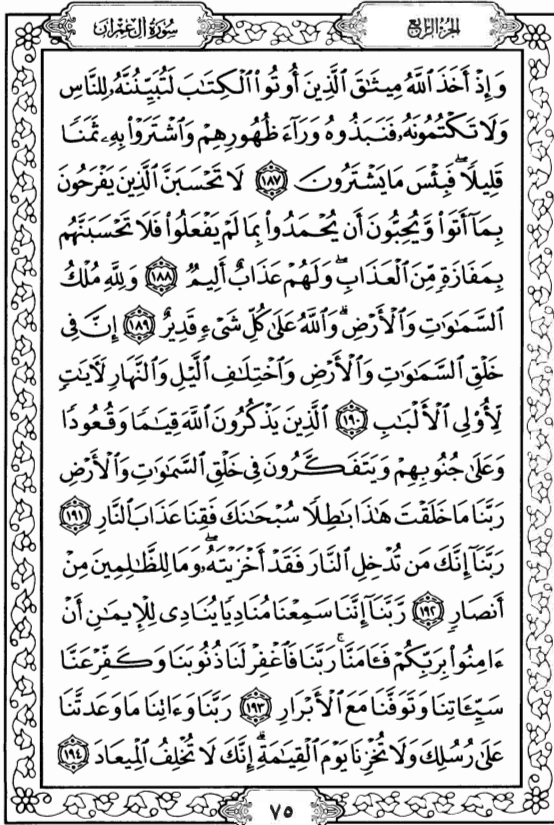 سُورَةُ آلِ عِمْرَان
الجُزءُ الرَّابِع
وَإِذْ أَخَذَ ٱللَّهُ مِيثَٰقَ ٱلَّذِينَ أُوتُوا۟ ٱلْكِتَٰبَ لَتُبَيِّنُنَّهُۥ لِلنَّاسِ
وَلَا تَكْتُمُونَهُۥ فَنَبَذُوهُ وَرَآءَ ظُهُورِهِمْ وَٱشْتَرَوْا۟ بِهِۦ ثَمَنًا
قَلِيلًا ۖ فَبِئْسَ مَا يَشْتَرُونَ ١٨٧ لَا تَحْسَبَنَّ ٱلَّذِينَ يَفْرَحُونَ
بِمَآ أَتَوا۟ وَّيُحِبُّونَ أَن يُحْمَدُوا۟ بِمَا لَمْ يَفْعَلُوا۟ فَلَا تَحْسَبَنَّهُم
بِمَفَازَةٍ مِّنَ ٱلْعَذَابِ ۖ وَلَهُمْ عَذَابٌ أَلِيمٌ ١٨٨ وَلِلَّهِ مُلْكُ
ٱلسَّمَٰوَٰتِ وَٱلْأَرْضِ ۗ وَٱللَّهُ عَلَىٰ كُلِّ شَىْءٍ قَدِيرٌ ١٨٩ إِنَّ فِى
خَلْقِ ٱلسَّمَٰوَٰتِ وَٱلْأَرْضِ وَٱخْتِلَٰفِ ٱلَّيْلِ وَٱلنَّهَارِ لَءَايَٰتٍ
لِّأُو۟لِى ٱلْأَلْبَٰبِ ١٩٠ ٱلَّذِينَ يَذْكُرُونَ ٱللَّهَ قِيَٰمًا وَقُعُودًا
وَعَلَىٰ جُنُوبِهِمْ وَيَتَفَكَّرُونَ فِى خَلْقِ ٱلسَّمَٰوَٰتِ وَٱلْأَرْضِ
رَبَّنَا مَا خَلَقْتَ هَٰذَا بَٰطِلًا سُبْحَٰنَكَ فَقِنَا عَذَابَ ٱلنَّارِ ١٩١
رَبَّنَآ إِنَّكَ مَن تُدْخِلِ ٱلنَّارَ فَقَدْ أَخْزَيْتَهُۥ ۖ وَمَا لِلظَّٰلِمِينَ مِنْ
أَنصَارٍ ١٩٢ رَّبَّنَآ إِنَّنَا سَمِعْنَا مُنَادِيًا يُنَادِى لِلْإِيمَٰنِ أَنْ
ءَامِنُوا۟ بِرَبِّكُمْ فَـَٔامَنَّا ۚ رَبَّنَا فَٱغْفِرْ لَنَا ذُنُوبَنَا وَكَفِّرْ عَنَّا
سَيِّـَٔاتِنَا وَتَوَفَّنَا مَعَ ٱلْأَبْرَارِ ١٩٣ رَبَّنَا وَءَاتِنَا مَا وَعَدتَّنَا
عَلَىٰ رُسُلِكَ وَلَا تُخْزِنَا يَوْمَ ٱلْقِيَٰمَةِ ۗ إِنَّكَ لَا تُخْلِفُ ٱلْمِيعَادَ ١٩٤
٧٥